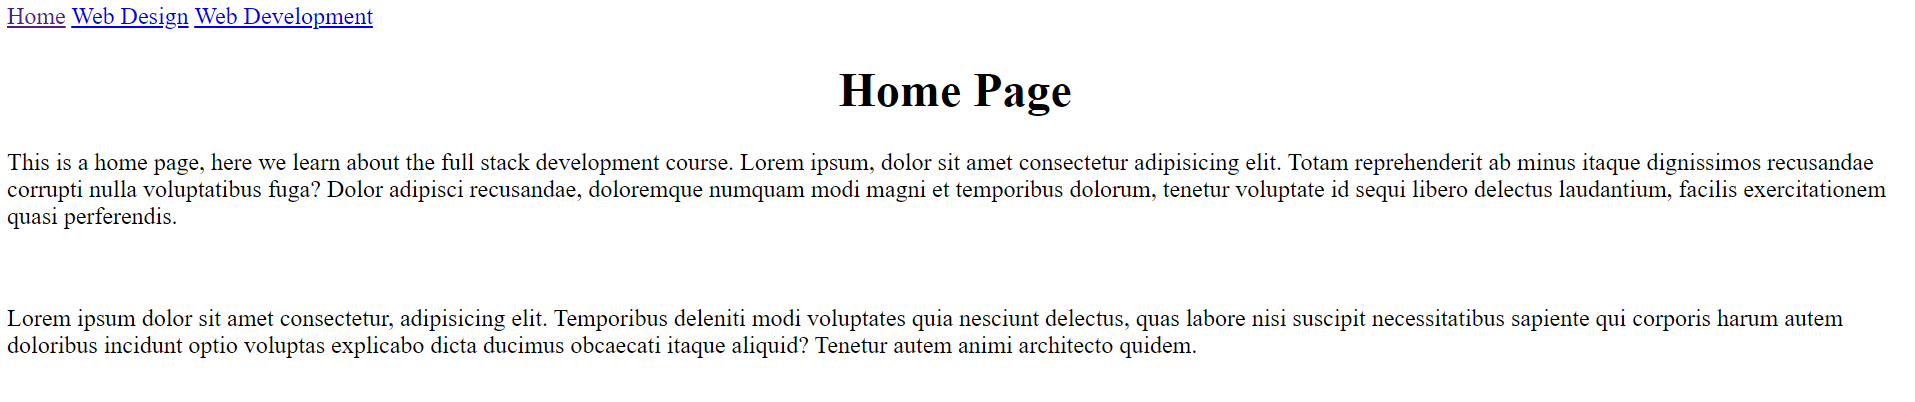 Home Web Design Web Development
Home Page
This is a home page, here we learn about the full stack development course. Lorem ipsum, dolor sit amet consectetur adipisicing elit. Totam reprehenderit ab minus itaque dignissimos recusandae
corrupti nulla voluptatibus fuga? Dolor adipisci recusandae, doloremque numquam modi magni et temporibus dolorum, tenetur voluptate id sequi libero delectus laudantium, facilis exercitationem
quasi perferendis.
Lorem ipsum dolor sit amet consectetur, adipisicing elit. Temporibus deleniti modi voluptates quia nesciunt delectus, quas labore nisi suscipit necessitatibus sapiente qui corporis harum autem
doloribus incidunt optio voluptas explicabo dicta ducimus obcaecati itaque aliquid? Tenetur autem animi architecto quidem.